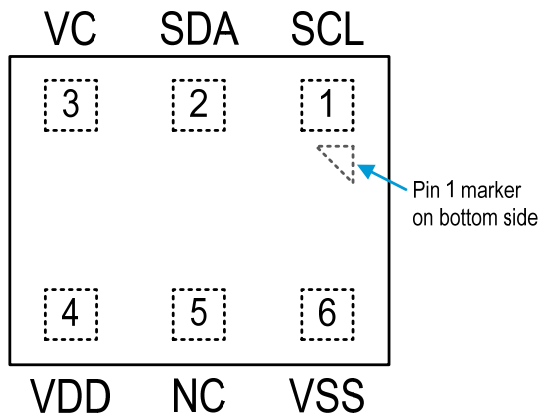 VC SDA SCL
3 2 1
Pin 1 marker
on bottom side
4 5 6
VDD NC VSS